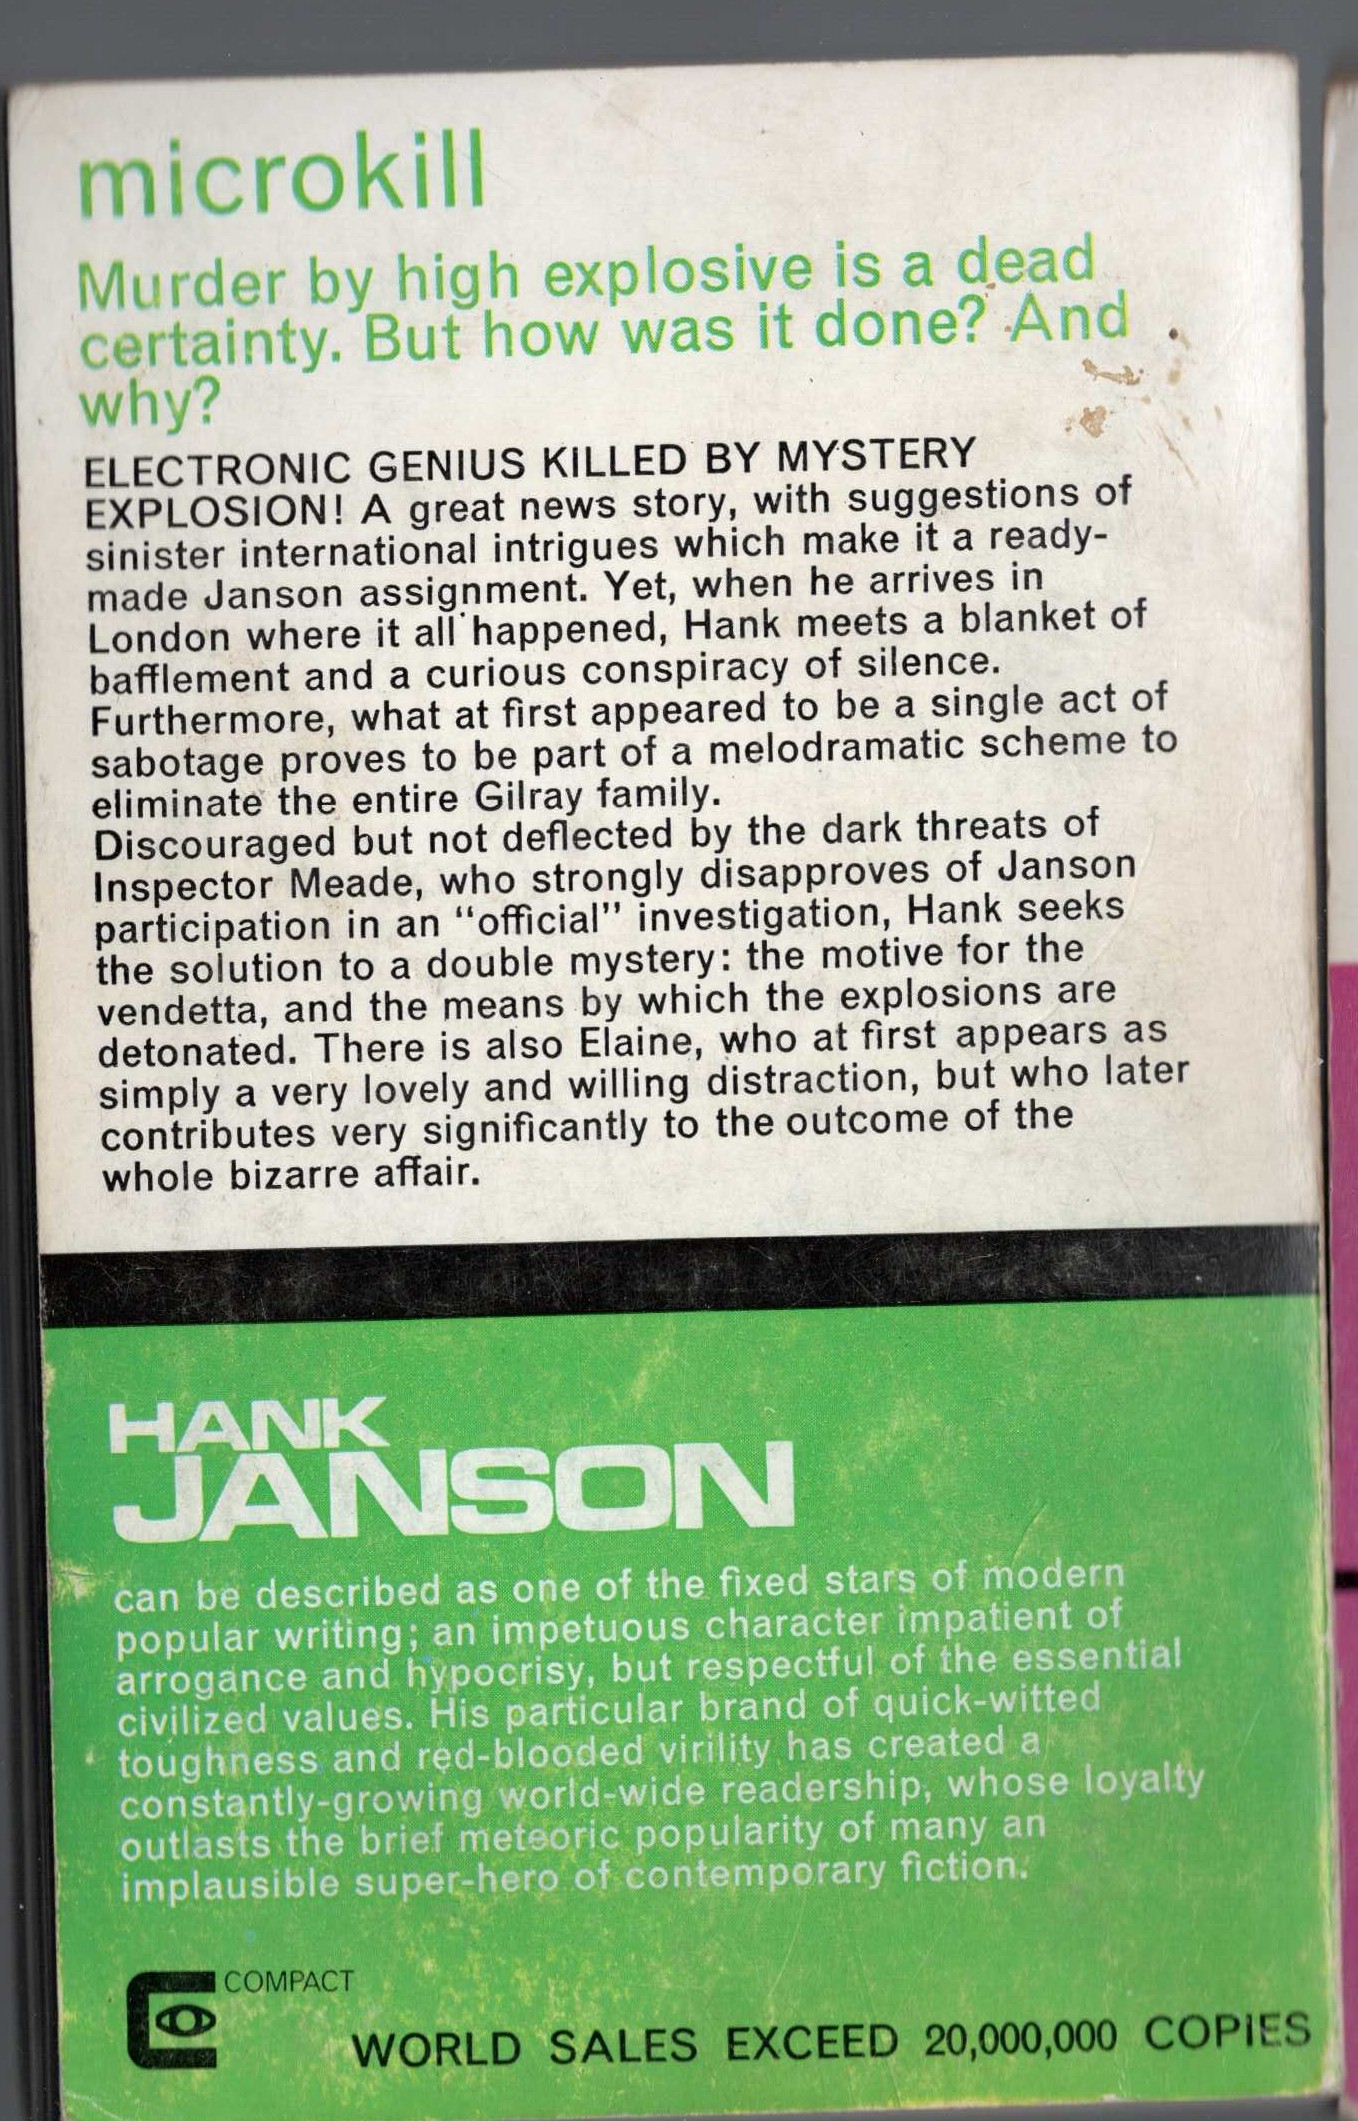 microkill
Murder by high explosive is a dead
certainty. But how was it done? And
why?
ELECTRONIC GENIUS KILLED BY MYSTERY
EXPLOSION! A great news story, with suggestions of
sinister international intrigues which make it a ready-
made Janson assignment. Yet, when he arrives in
London where it all happened, Hank meets a blanket of
bafflement and a curious conspiracy of silence.
Furthermore, what at first appeared to be a single act of
sabotage proves to be part of a melodramatic scheme to
eliminate the entire Gilray family.
Discouraged but not deflected by the dark threats of
Inspector Meade, who strongly disapproves of Janson
participation in an “official” investigation, Hank seeks
the solution to a double mystery: the motive for the
vendetta, and the means by which the explosions are
detonated. There is also Elaine, who at first appears as
simply a very lovely and willing distraction, but who later
contributes very significantly to the outcome of the
whole bizarre affair.
HANK
JANSON
can be described as one of the fixed stars of modern
popular writing; an impetuous character impatient of
arrogance and hypocrisy, but respectful of the essential
civilized values. His particular brand of quick-witted
toughness and red-blooded virility has created a
constantly-growing world-wide readership, whose loyalty
outlasts the brief meteoric popularity of many an
implausible super-hero of contemporary fiction.
COMPACT
WORLD SALES EXCEED 20,000,000 COPIES